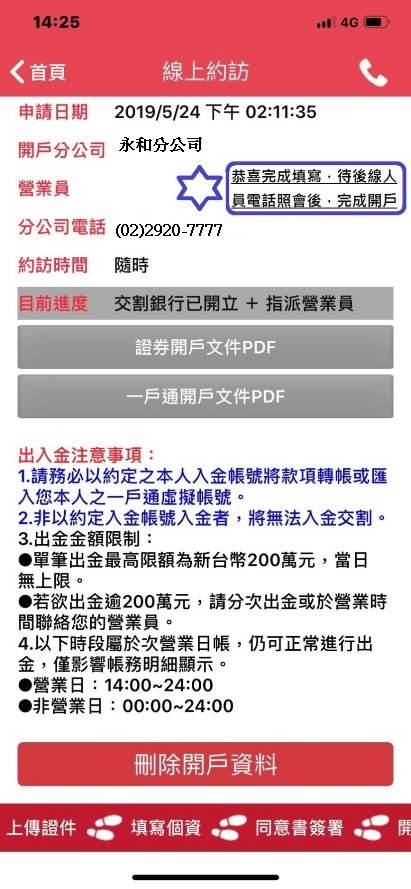 14:25 4G
首頁 線上約訪
申請日期 2019/5/24 下午 02:11:35
開戶分公司 永和分公司
營業員
恭喜完成填寫，待後線人
員電話照會後，完成開戶
分公司電話 (02)2920-7777
約訪時間 隨時
目前進度 交割銀行已開立 + 指派營業員
證券開戶文件PDF
一戶通開戶文件PDF
出入金注意事項：
1.請務必以約定之本人入金帳號將款項轉帳或匯
入您本人之一戶通虛擬帳號。
2.非以約定入金帳號入金者，將無法入金交割。
3.出金金額限制：
●單筆出金最高限額為新台幣200萬元，當日
無上限。
●若欲出金逾200萬元，請分次出金或於營業時
間聯絡您的營業員。
4.以下時段屬於次營業日帳，仍可正常進行出
金，僅影響帳務明細顯示。
●營業日：14:00~24:00
●非營業日：00:00~24:00
刪除開戶資料
上傳證件 填寫個資 同意書簽署 開